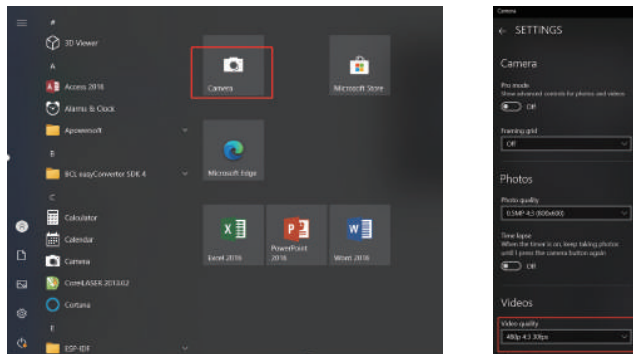 #
3D Viewer
A
Access 2016
Alarms & Clock
Apowersoft
B
BCL easyConverter SDK 4
C
Calculator
Calendar
Camera
CorelLASER 2013.02
Cortana
E
ESP-IDF
Camera
Microsoft Store
Microsoft Edge
Excel 2016
PowerPoint
2016
Word 2016
Camera
← SETTINGS
Camera
Pro mode
Show advanced controls for photos and videos
Off
Framing grid
Off
Photos
Photo quality
0.5MP 4:3 (800x600)
Time lapse
When the timer is on, keep taking photos
until I press the camera button again
Off
Videos
Video quality
480p 4:3 30fps